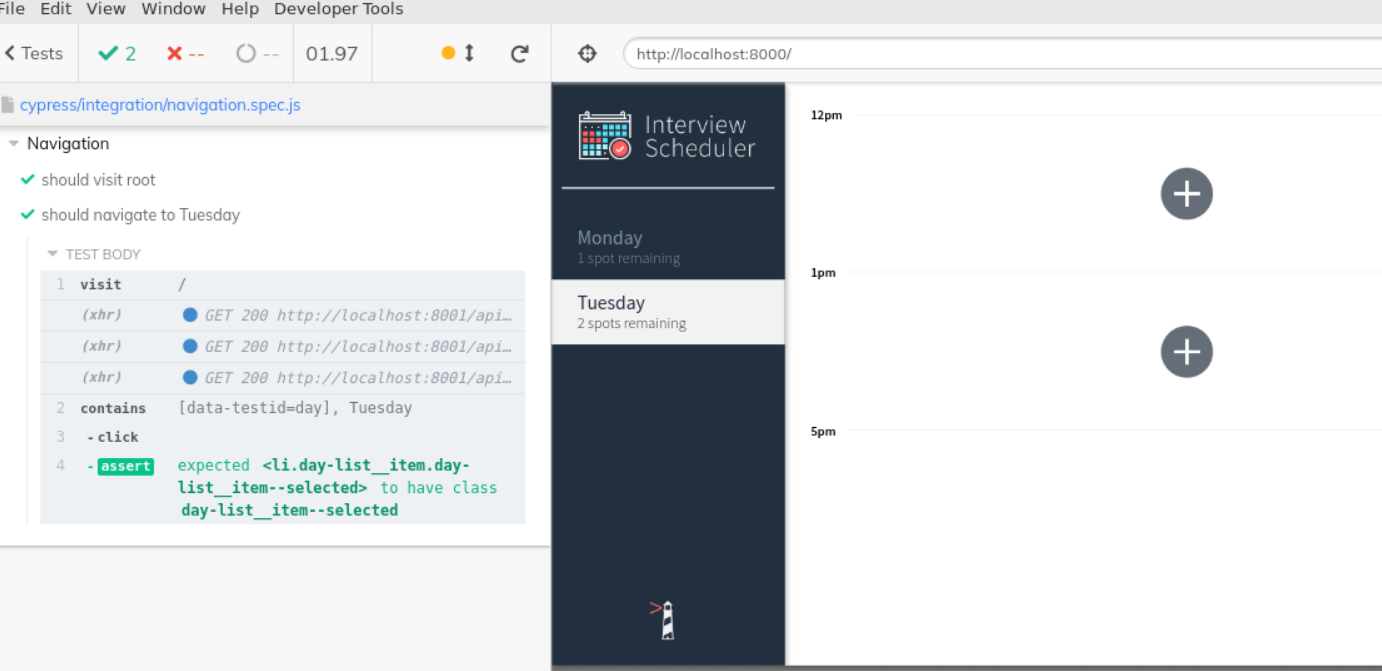 File Edit View Window Help Developer Tools
Tests 2 -- -- 01.97
http://localhost:8000/
cypress/integration/navigation.spec.js
Navigation
should visit root
should navigate to Tuesday
TEST BODY
1 visit /
(xhr) GET 200 http://localhost:8001/api…
(xhr) GET 200 http://localhost:8001/api…
(xhr) GET 200 http://localhost:8001/api…
2 contains [data-testid=day], Tuesday
3 -click
4 -assert expected <li.day-list__item.day-
list__item--selected> to have class
day-list__item--selected
Interview
Scheduler
Monday
1 spot remaining
Tuesday
2 spots remaining
12pm
1pm
5pm